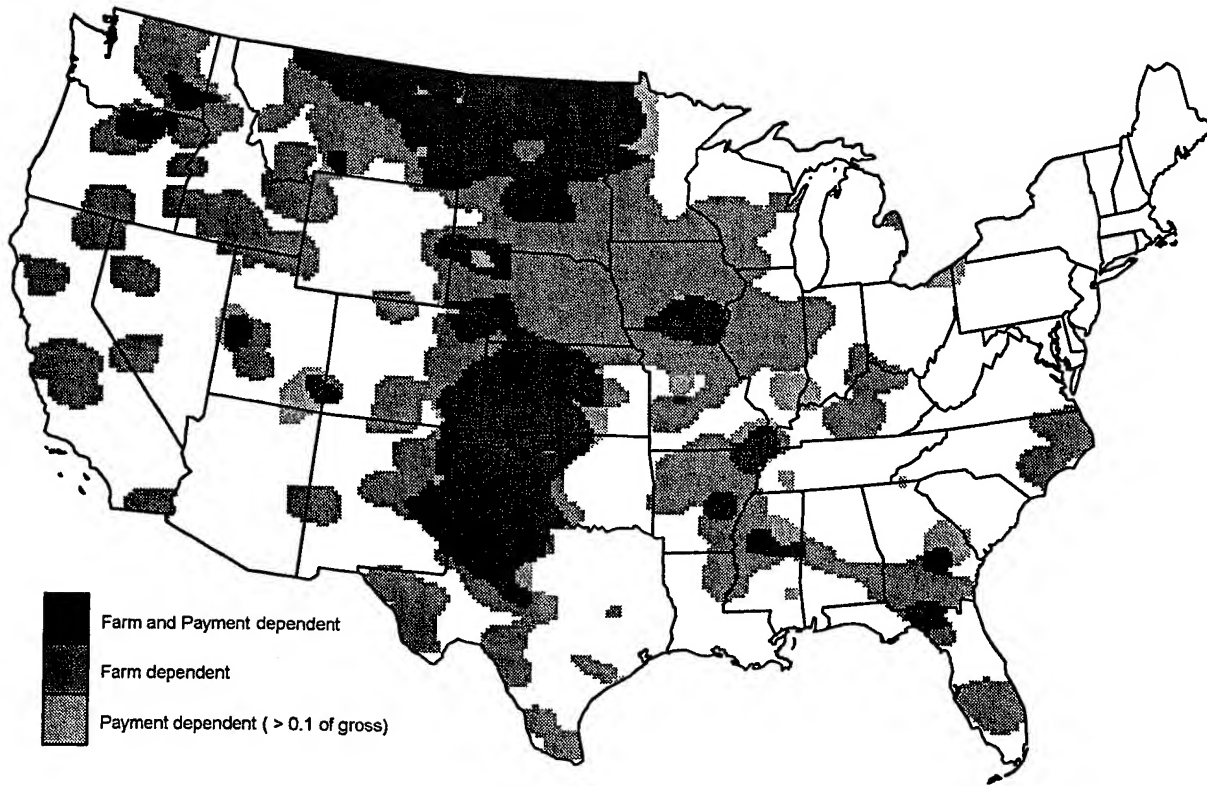 Farm and Payment dependent
Farm dependent
Payment dependent ( > 0.1 of gross)